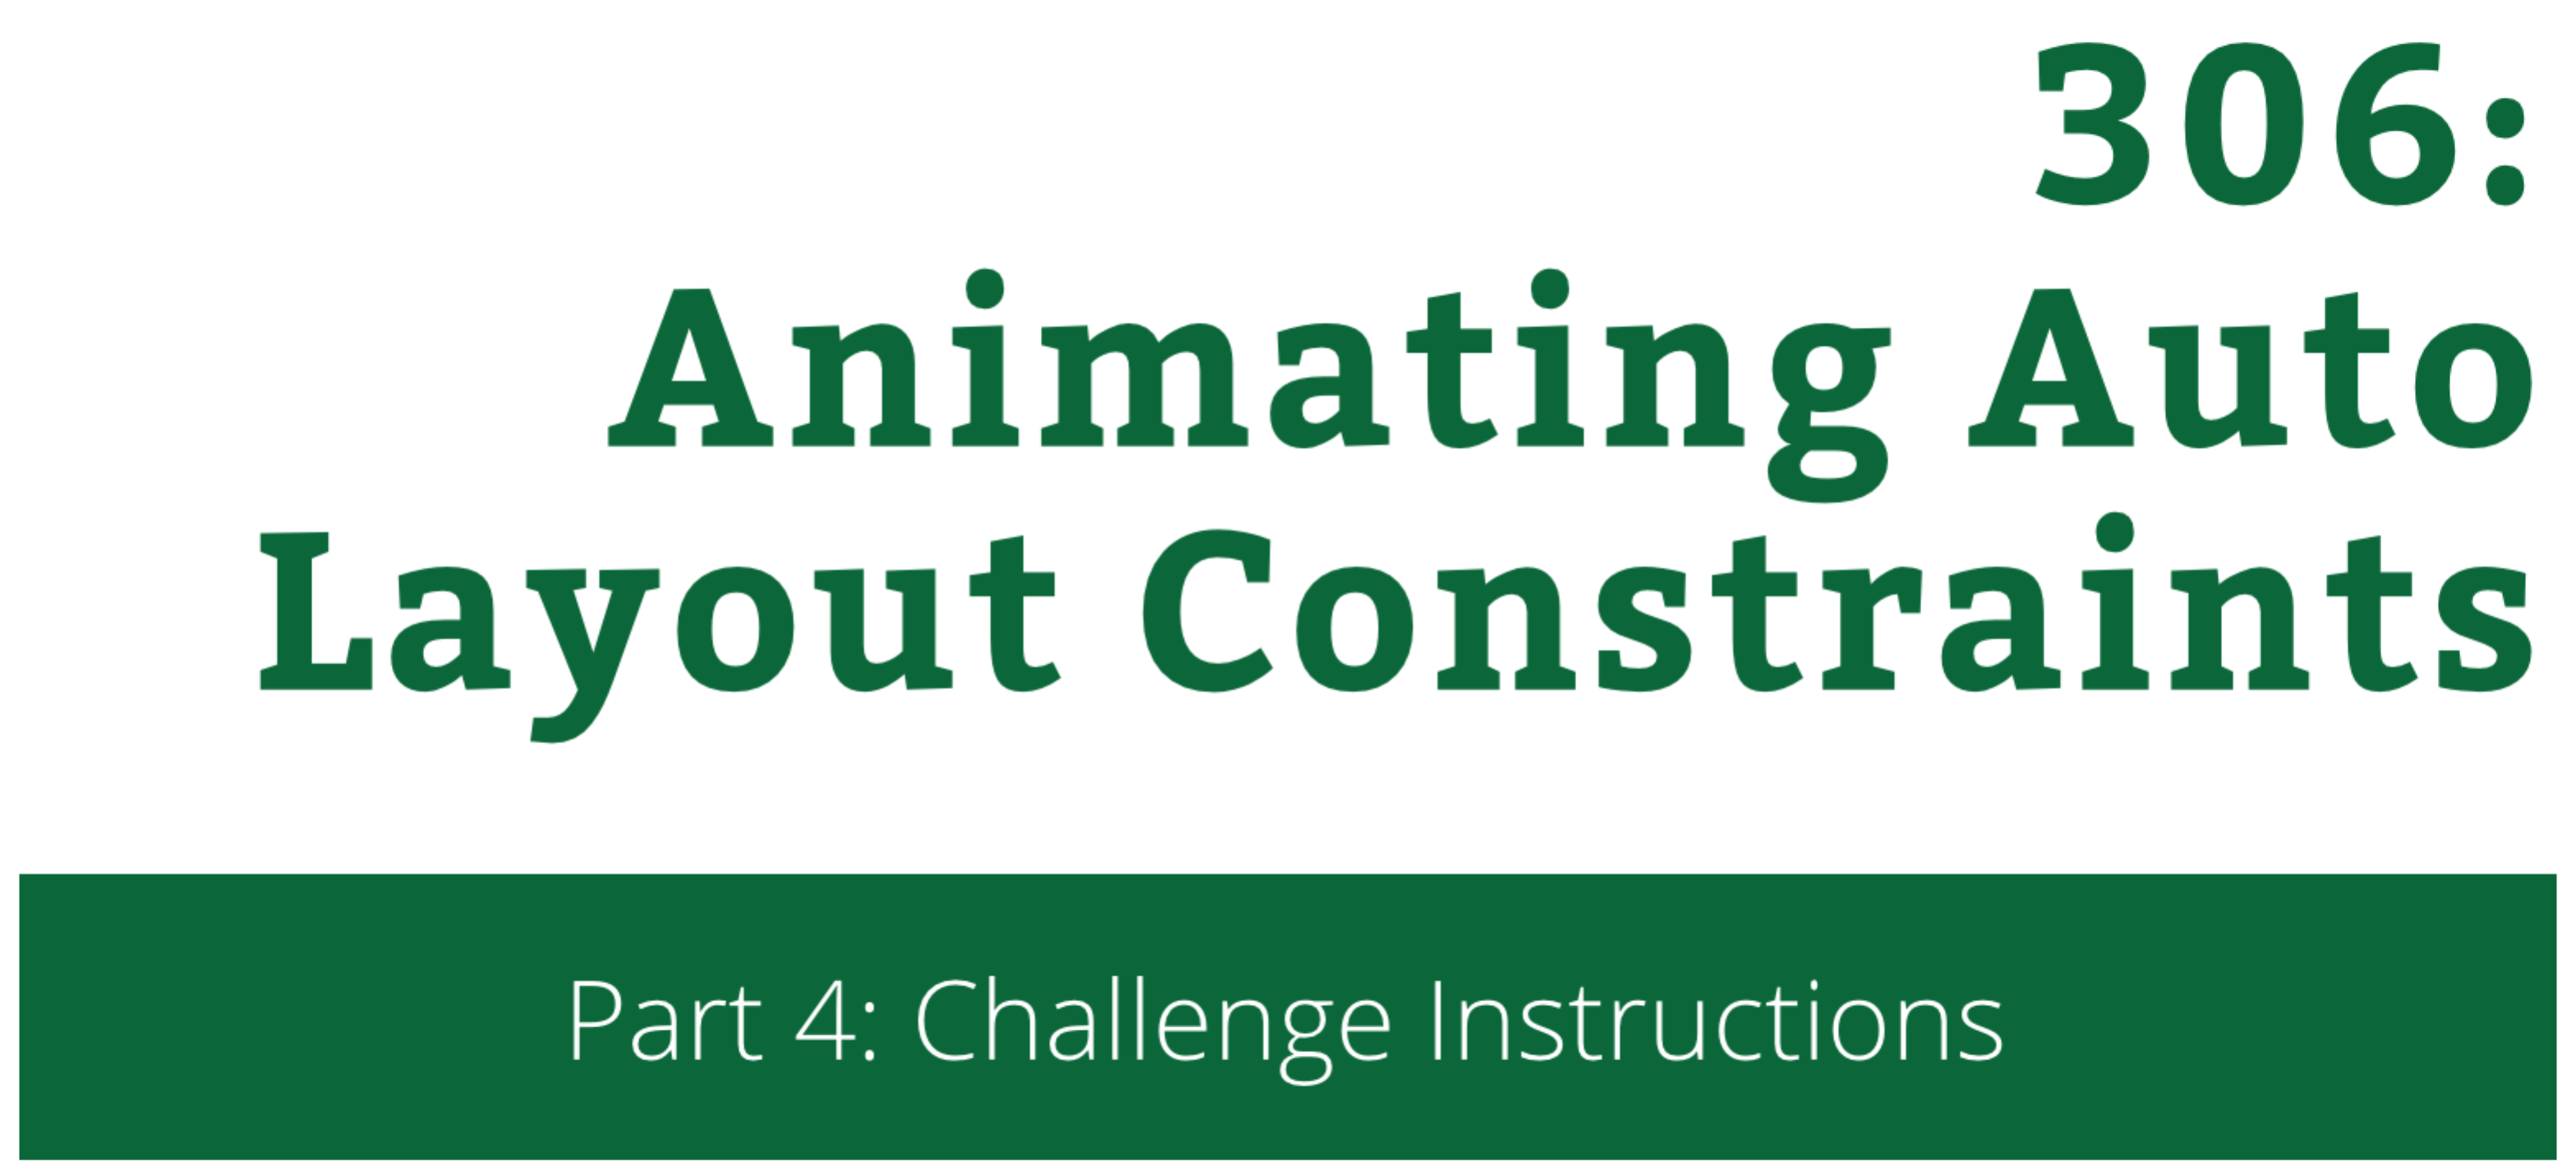 306:
Animating Auto
Layout Constraints
Part 4: Challenge Instructions